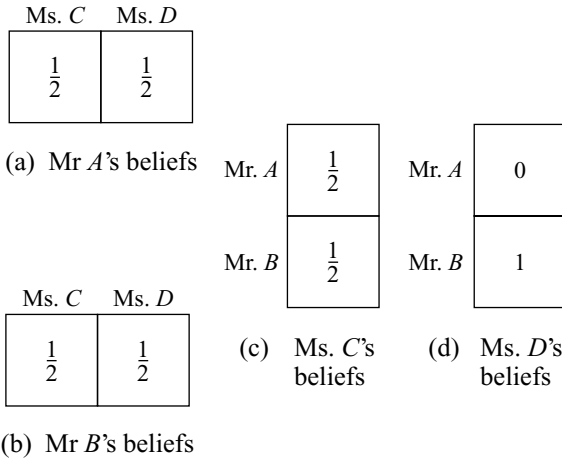 Ms. C Ms. D
1/2 1/2
(a) Mr A's beliefs
Ms. C Ms. D
1/2 1/2
(b) Mr B's beliefs
Mr. A 1/2
Mr. B 1/2
(c) Ms. C's
beliefs
Mr. A 0
Mr. B 1
(d) Ms. D's
beliefs